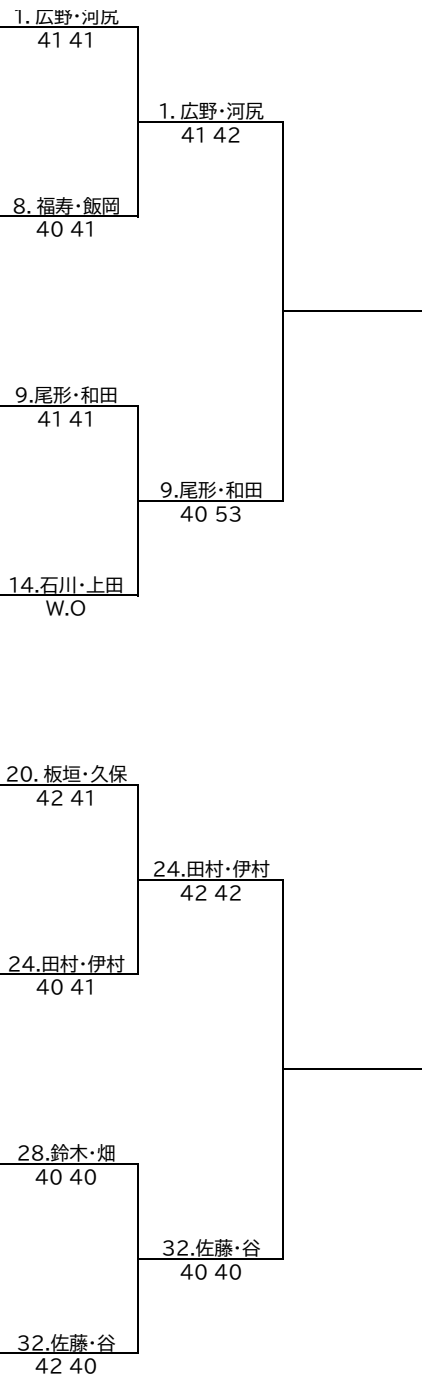 1. 広野・河尻
41 41
1. 広野・河尻
41 42
8. 福寿・飯岡
40 41
9.尾形・和田
41 41
9.尾形・和田
40 53
14.石川・上田
W.O
20. 板垣・久保
42 41
24.田村・伊村
42 42
24.田村・伊村
40 41
28.鈴木・畑
40 40
32.佐藤・谷
40 40
32.佐藤・谷
42 40